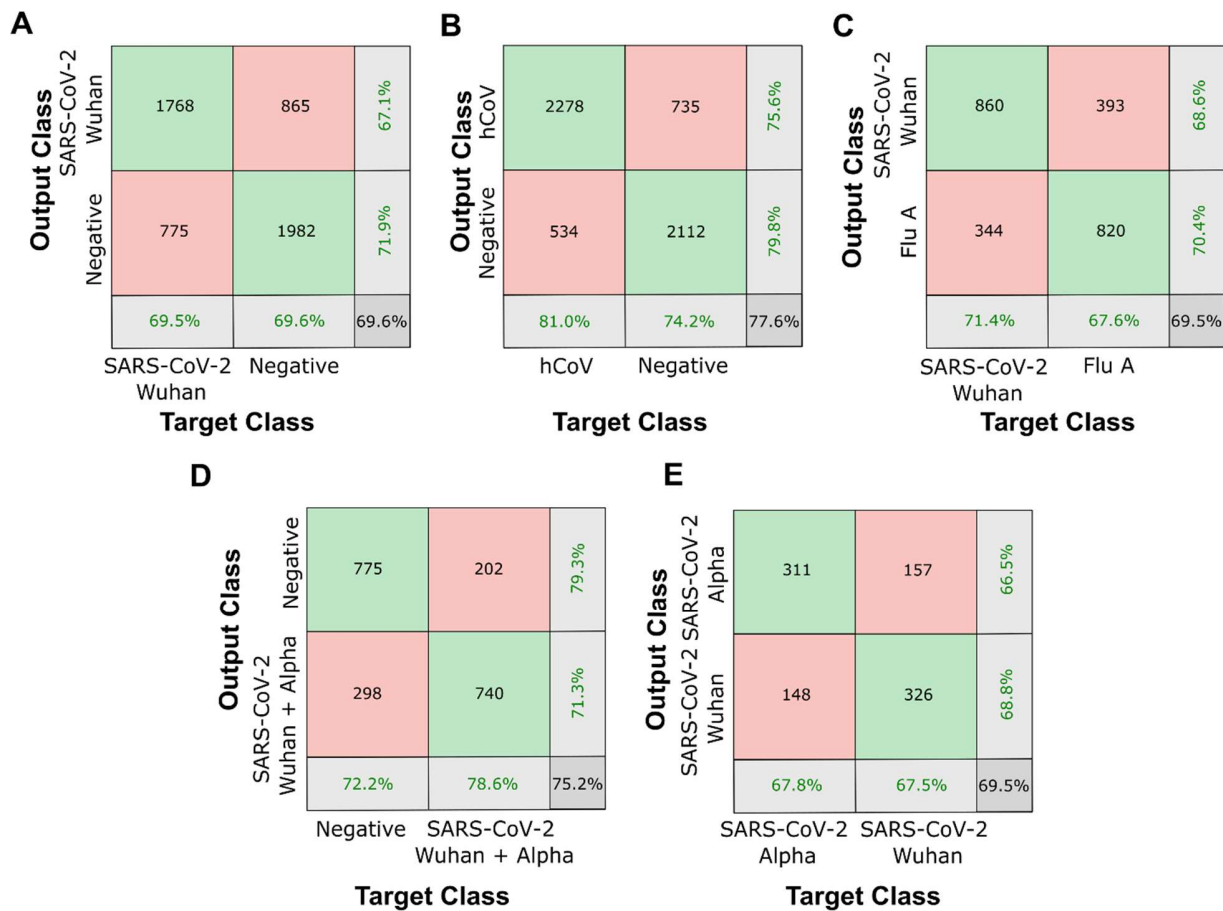 A
Output Class
SARS-CoV-2
Wuhan
Negative
1768
865
67.1%
775
1982
71.9%
69.5%
69.6%
69.6%
SARS-CoV-2
Wuhan
Negative
Target Class
B
Output Class
hCoV
Negative
2278
735
75.6%
534
2112
79.8%
81.0%
74.2%
77.6%
hCoV
Negative
Target Class
C
Output Class
SARS-CoV-2
Wuhan
Flu A
860
393
68.6%
344
820
70.4%
71.4%
67.6%
69.5%
SARS-CoV-2
Wuhan
Flu A
Target Class
D
Output Class
Negative
SARS-CoV-2
Wuhan + Alpha
775
202
79.3%
298
740
71.3%
72.2%
78.6%
75.2%
Negative
SARS-CoV-2
Wuhan + Alpha
Target Class
E
Output Class
SARS-CoV-2
Alpha
SARS-CoV-2
Wuhan
311
157
66.5%
148
326
68.8%
67.8%
67.5%
69.5%
SARS-CoV-2
Alpha
SARS-CoV-2
Wuhan
Target Class